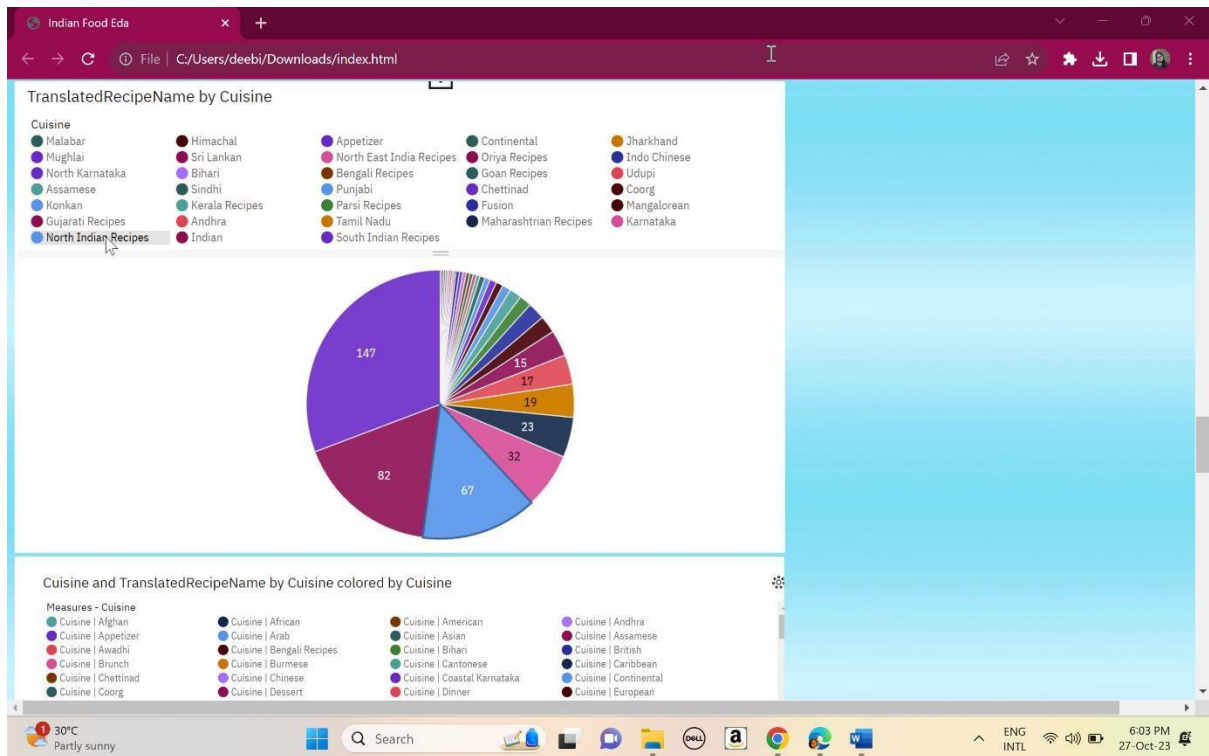 Indian Food Eda
File | C:/Users/deebi/Downloads/index.html
TranslatedRecipeName by Cuisine
Cuisine
Malabar Himachal Appetizer Continental Jharkhand
Mughlai Sri Lankan North East India Recipes Oriya Recipes Indo Chinese
North Karnataka Bihari Bengali Recipes Goan Recipes Udupi
Assamese Sindhi Punjabi Chettinad Coorg
Konkan Kerala Recipes Parsi Recipes Fusion Mangalorean
Gujarati Recipes Andhra Tamil Nadu Maharashtrian Recipes Karnataka
North Indian Recipes Indian South Indian Recipes
147
15
17
19
23
32
82
67
Cuisine and TranslatedRecipeName by Cuisine colored by Cuisine
Measures - Cuisine
Cuisine | Afghan Cuisine | African Cuisine | American Cuisine | Andhra
Cuisine | Appetizer Cuisine | Arab Cuisine | Asian Cuisine | Assamese
Cuisine | Awadhi Cuisine | Bengali Recipes Cuisine | Bihari Cuisine | British
Cuisine | Brunch Cuisine | Burmese Cuisine | Cantonese Cuisine | Caribbean
Cuisine | Chettinad Cuisine | Chinese Cuisine | Coastal Karnataka Cuisine | Continental
Cuisine | Coorg Cuisine | Dessert Cuisine | Dinner Cuisine | European
1
30°C
Partly sunny
Search
DELL
a
W
ENG
INTL
6:03 PM
27-Oct-23